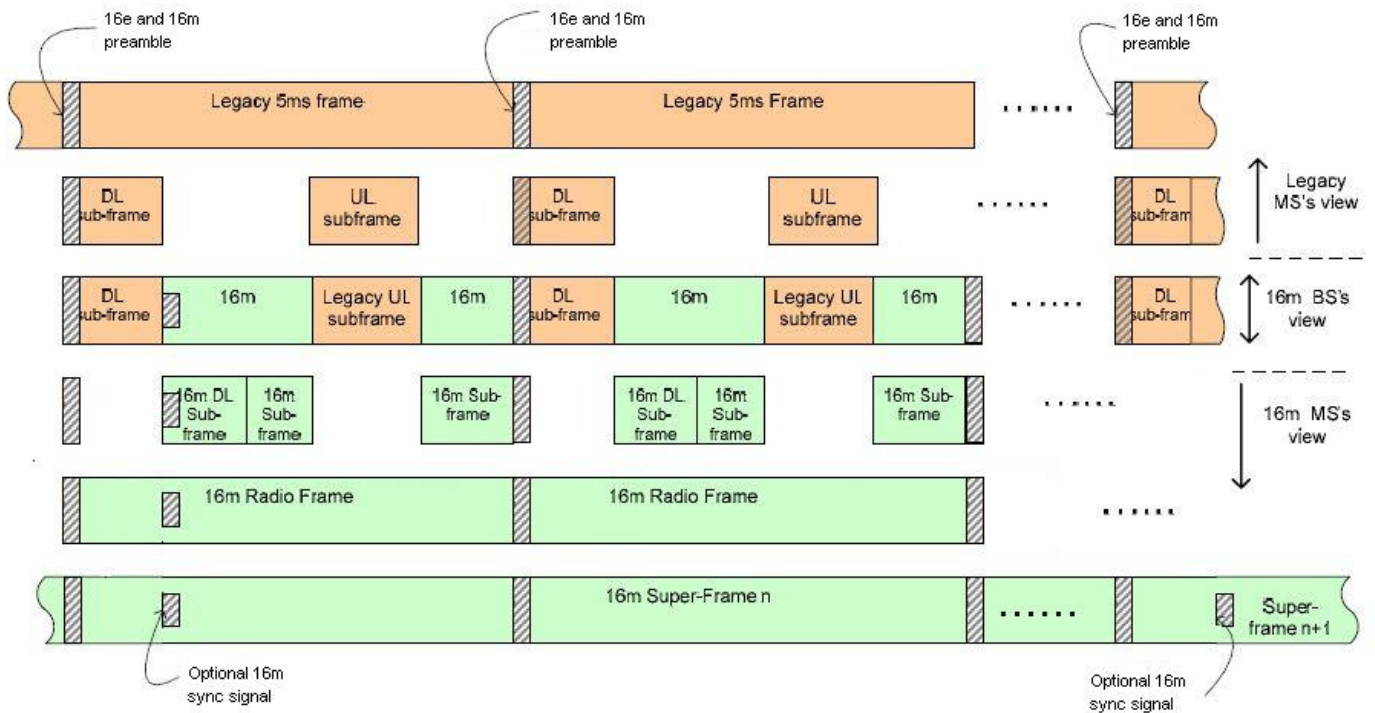 16e and 16m
preamble
16e and 16m
preamble
16e and 16m
preamble
Legacy 5ms frame
Legacy 5ms Frame
......
DL
sub-frame
UL
subframe
DL
sub-frame
UL
subframe
......
DL
sub-fram
Legacy
MS's view
DL
sub-frame
16m
Legacy UL
subframe
16m
DL
sub-frame
16m
Legacy UL
subframe
16m
......
DL
sub-fram
16m BS's
view
16m DL
Sub-
frame
16m
Sub-
frame
16m Sub-
frame
16m DL
Sub-
frame
16m
Sub-
frame
16m Sub-
frame
......
16m MS's
view
16m Radio Frame
16m Radio Frame
......
16m Super-Frame n
......
Super-
frame n+1
Optional 16m
sync signal
Optional 16m
sync signal